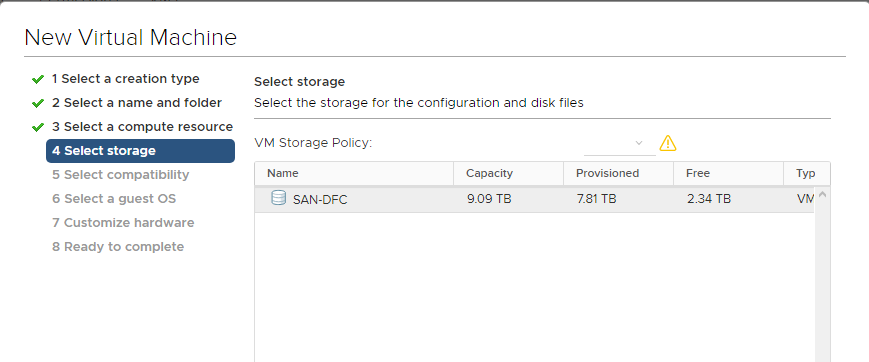 New Virtual Machine
1 Select a creation type
2 Select a name and folder
3 Select a compute resource
4 Select storage
5 Select compatibility
6 Select a guest OS
7 Customize hardware
8 Ready to complete
Select storage
Select the storage for the configuration and disk files
VM Storage Policy:
Name Capacity Provisioned Free Typ
SAN-DFC 9.09 TB 7.81 TB 2.34 TB VM